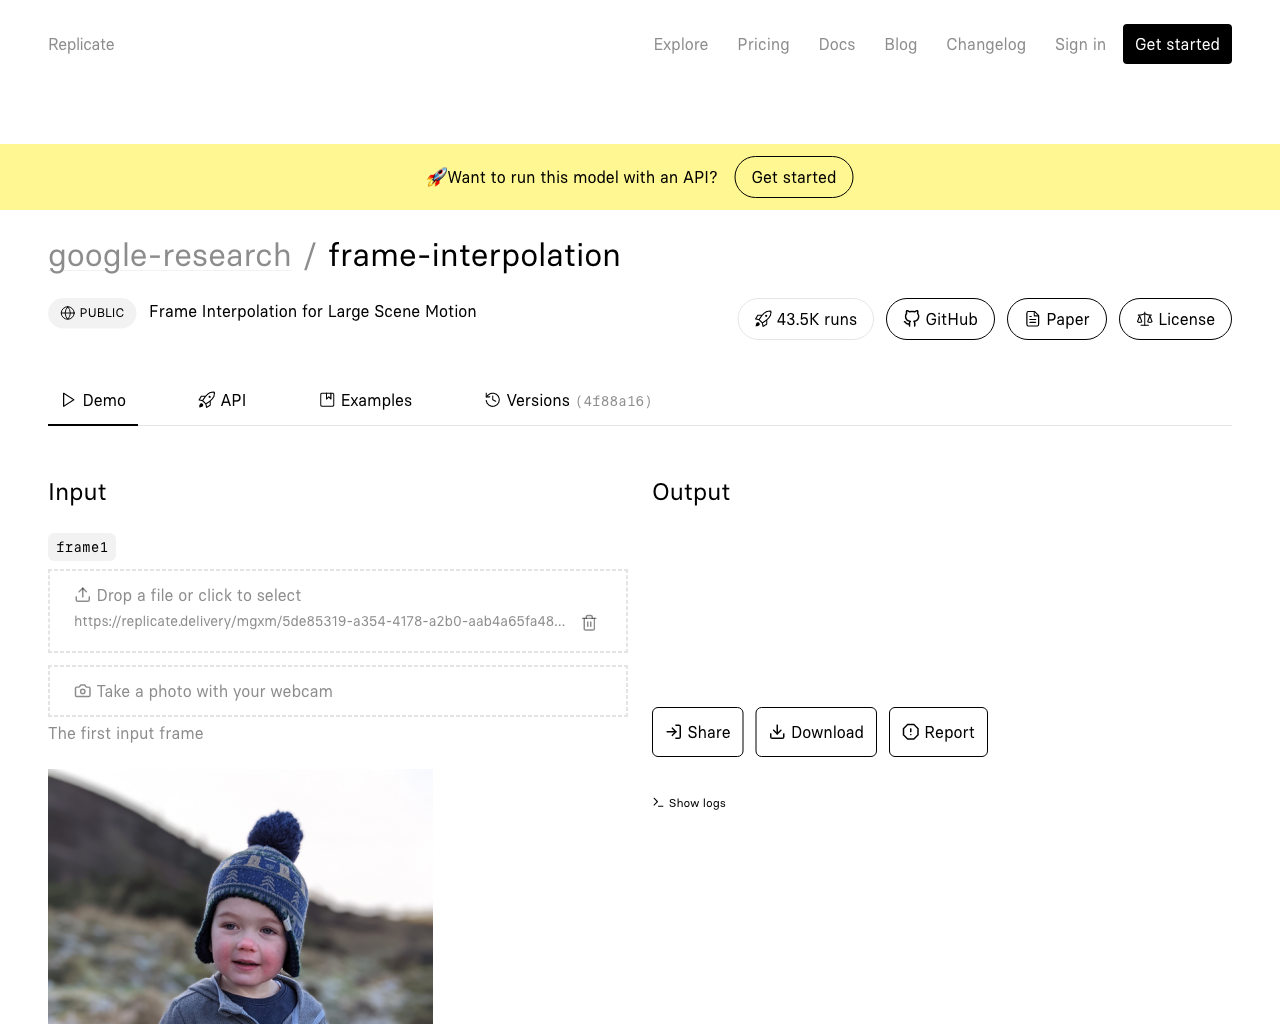 Replicate Explore Pricing Docs Blog Changelog Sign in Get started
🚀Want to run this model with an API? Get started
google-research / frame-interpolation
PUBLIC Frame Interpolation for Large Scene Motion 43.5K runs GitHub Paper License
Demo API Examples Versions (4f88a16)
Input
Output
frame1
Drop a file or click to select
https://replicate.delivery/mgxm/5de85319-a354-4178-a2b0-aab4a65fa48...
Take a photo with your webcam
The first input frame
Share Download Report
Show logs